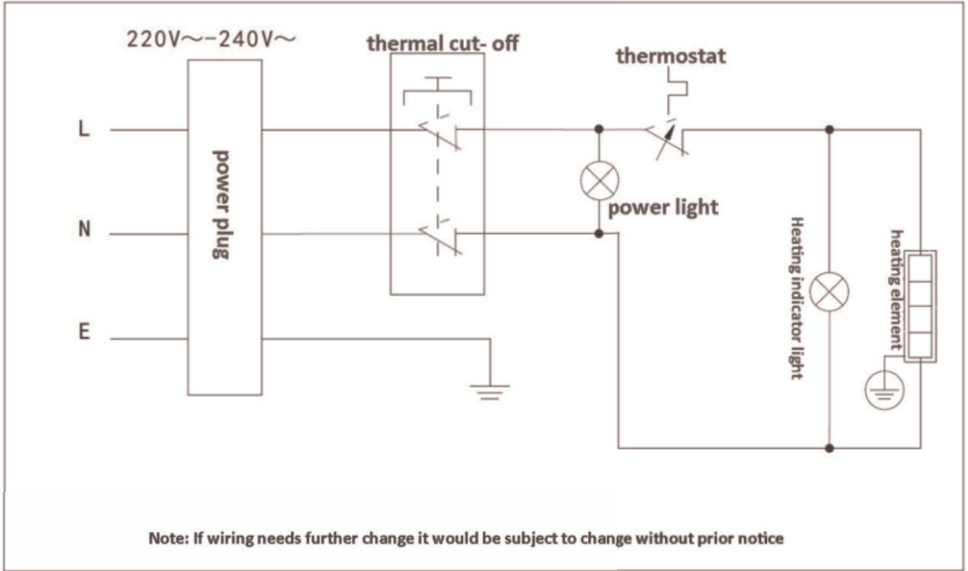 220V～-240V～
thermal cut- off
thermostat
L
power plug
power light
N
Heating indicator light
heating element
E
Note: If wiring needs further change it would be subject to change without prior notice